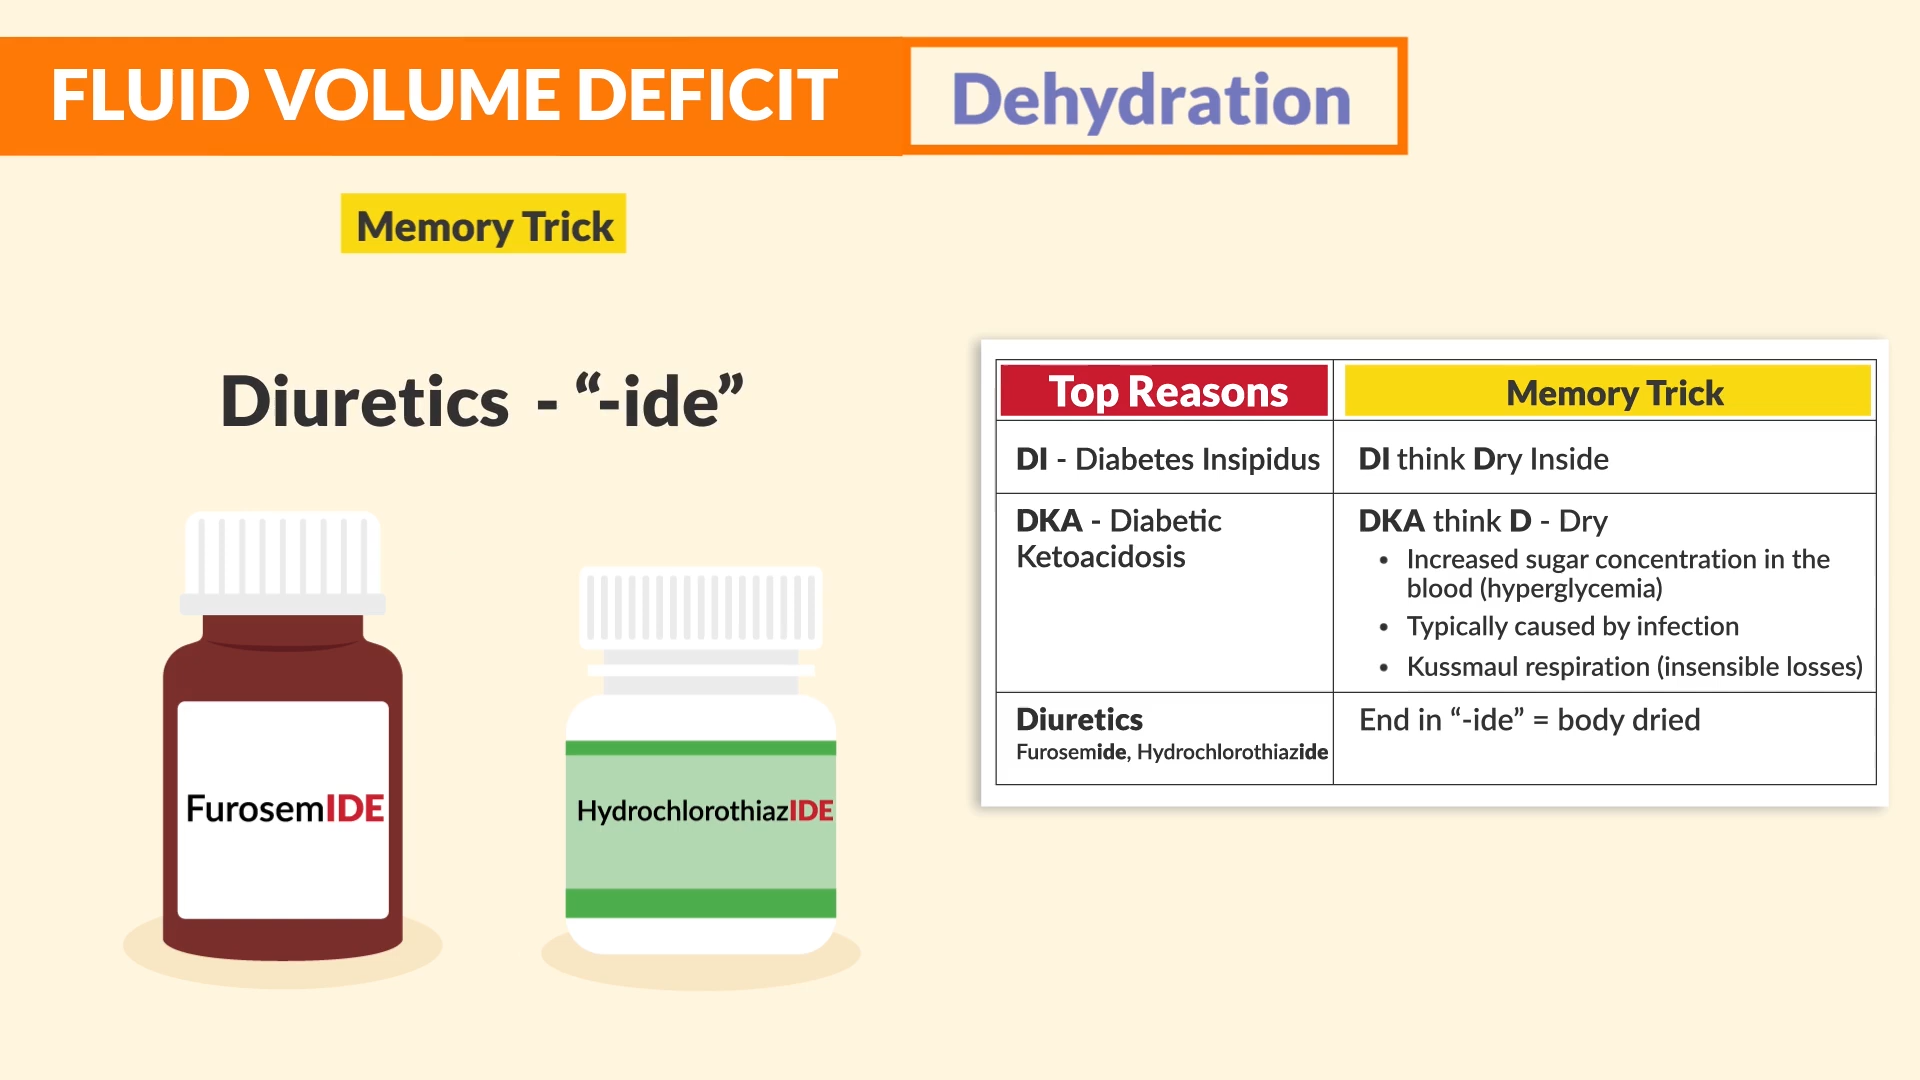 FLUID VOLUME DEFICIT
Dehydration
Memory Trick
Diuretics - “-ide”
FurosemIDE
HydrochlorothiazIDE
Top Reasons
Memory Trick
DI - Diabetes Insipidus
DI think Dry Inside
DKA - Diabetic
Ketoacidosis
DKA think D - Dry
• Increased sugar concentration in the
blood (hyperglycemia)
• Typically caused by infection
• Kussmaul respiration (insensible losses)
Diuretics
Furosemide, Hydrochlorothiazide
End in “-ide” = body dried